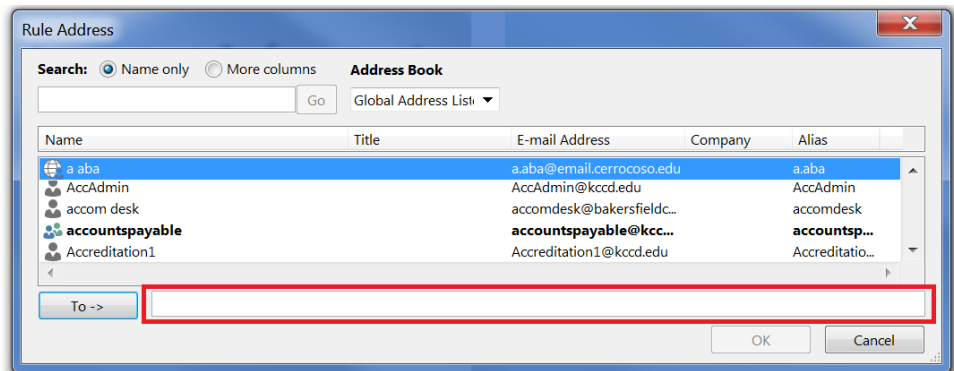 Rule Address
Search: Name only More columns Address Book
Go Global Address List
Name Title E-mail Address Company Alias
a aba a.aba@email.cerrocoso.edu a.aba
AccAdmin AccAdmin@kccd.edu AccAdmin
accom desk accomdesk@bakersfieldc... accomdesk
accountspayable accountspayable@kcc... accountsp...
Accreditation1 Accreditation1@kccd.edu Accreditatio...
To ->
OK Cancel